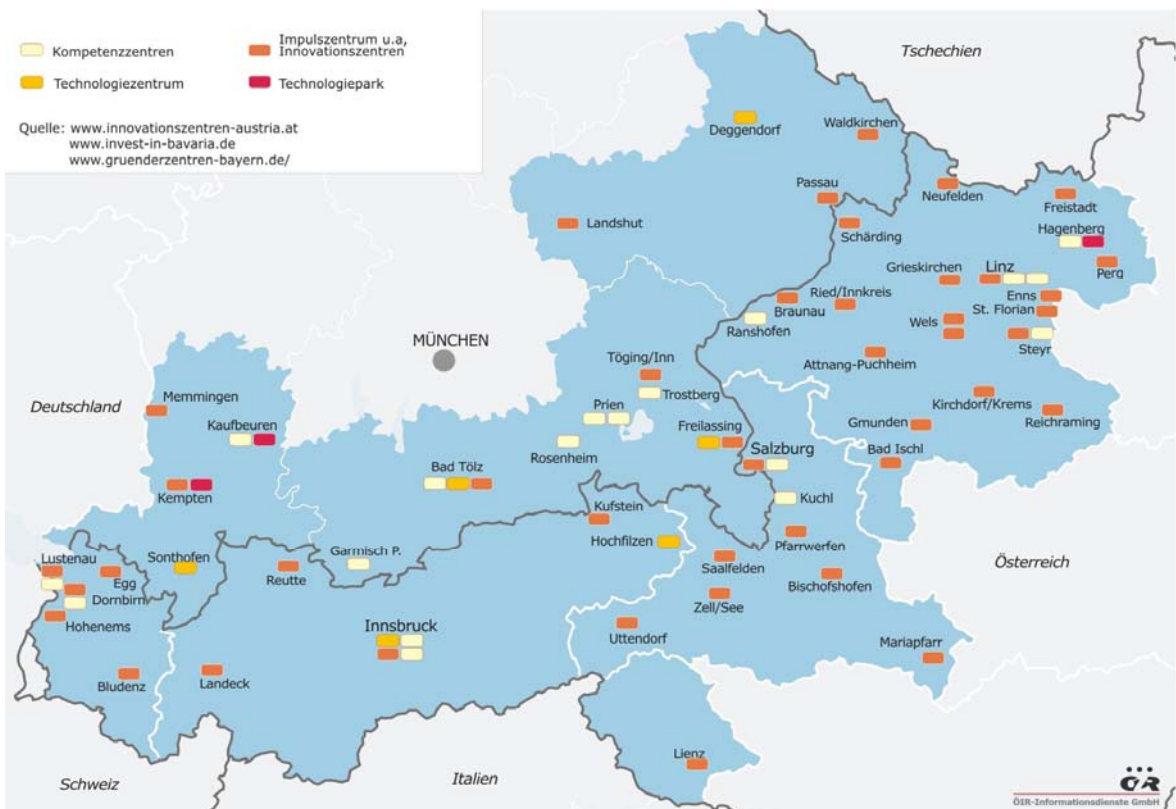 Kompetenzzentren
Impulszentrum u.a,
Innovationszentren
Technologiezentrum
Technologiepark
Quelle: www.innovationszentren-austria.at
www.invest-in-bavaria.de
www.gruenderzentren-bayern.de/
Tschechien
Deggendorf
Waldkirchen
Passau
Neufelden
Freistadt
Landshut
Schärding
Hagenberg
Grieskirchen
Linz
Perg
Enns
Ried/Innkreis
Braunau
St. Florian
Ranshofen
Wels
Steyr
MÜNCHEN
Töging/Inn
Attnang-Puchheim
Deutschland
Memmingen
Trostberg
Kirchdorf/Krems
Prien
Reichraming
Kaufbeuren
Freilassing
Gmunden
Rosenheim
Salzburg
Bad Ischl
Bad Tölz
Kempten
Kuchl
Kufstein
Hochfilzen
Pfarrwerfen
Garmisch P.
Sonthofen
Lustenau
Reutte
Saalfelden
Österreich
Egg
Bischofshofen
Dornbirn
Zell/See
Hohenems
Innsbruck
Uttendorf
Mariapfarr
Bludenz
Landeck
Lienz
Schweiz
Italien
ÖIR
ÖIR-Informationsdienste GmbH